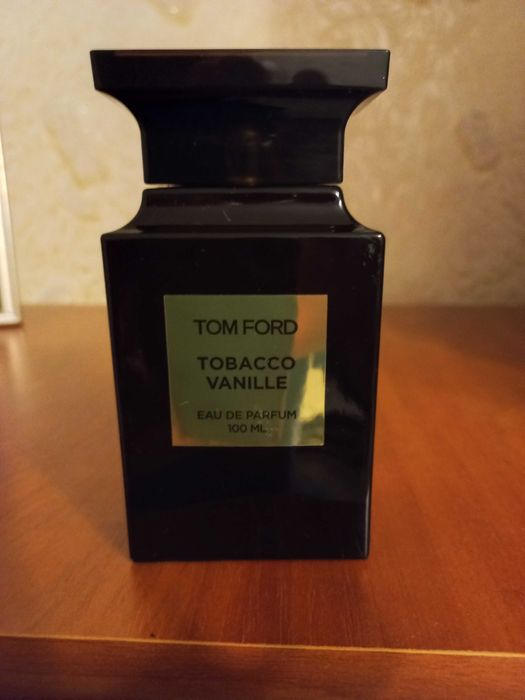 TOM FORD
TOBACCO
VANILLE
EAU DE PARFUM
100 ML